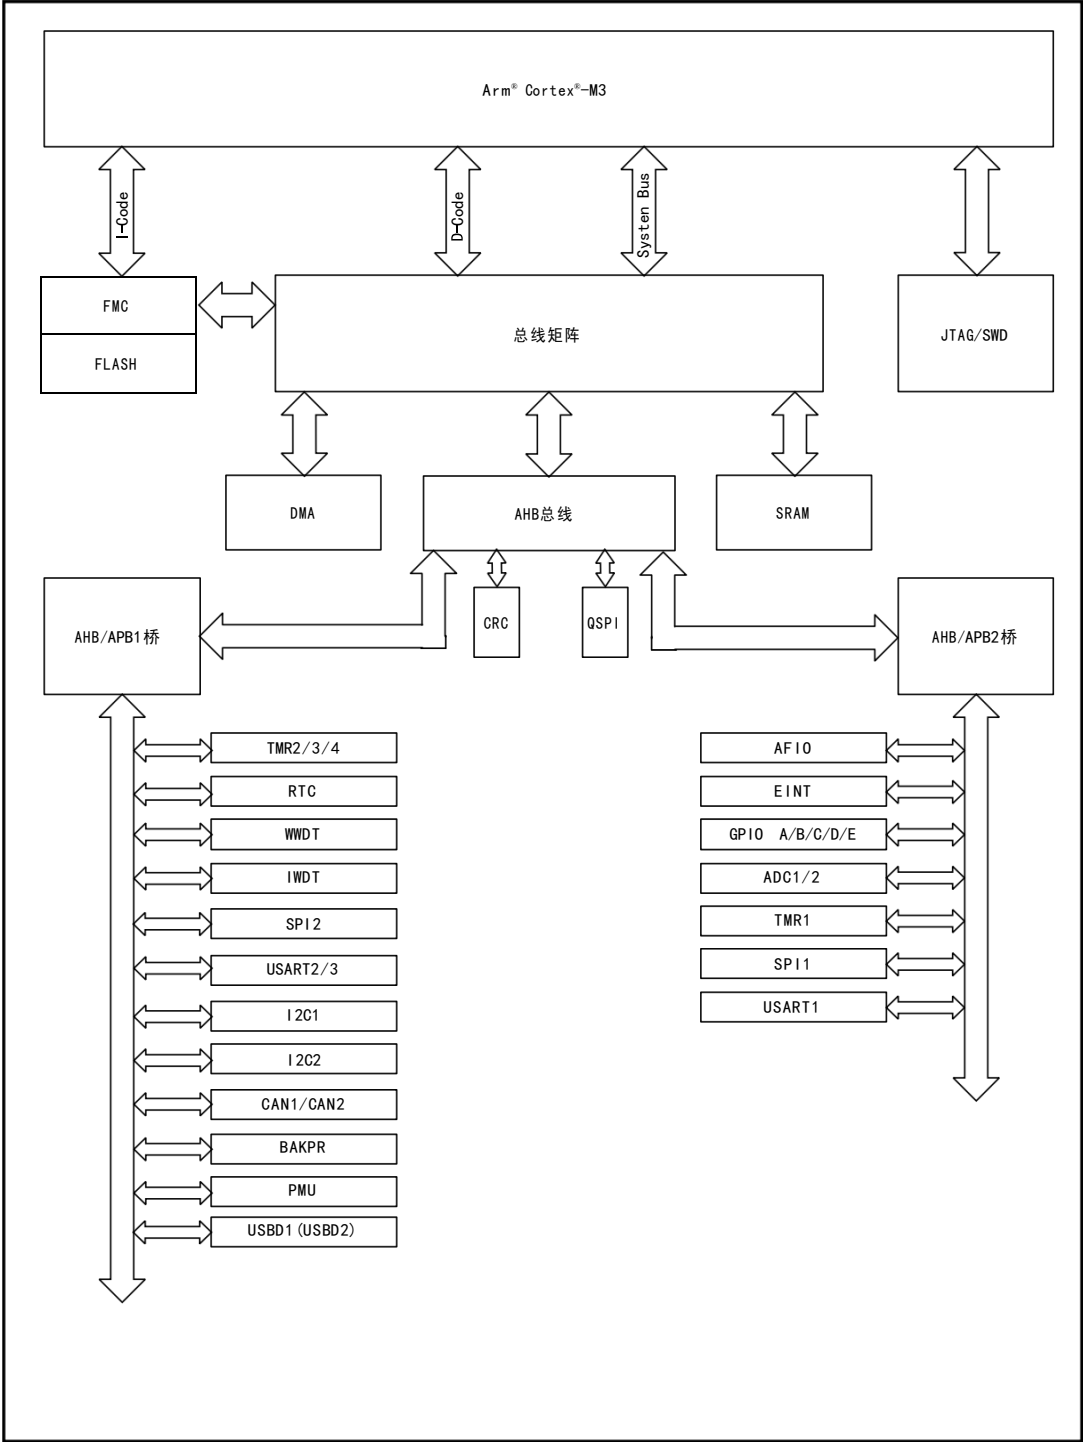 Arm® Cortex®-M3
I-Code
D-Code
Systen Bus
FMC
FLASH
总线矩阵
JTAG/SWD
DMA
AHB总线
SRAM
AHB/APB1桥
CRC
QSPI
AHB/APB2桥
TMR2/3/4
RTC
WWDT
IWDT
SPI2
USART2/3
I2C1
I2C2
CAN1/CAN2
BAKPR
PMU
USBD1(USBD2)
AFIO
EINT
GPIO A/B/C/D/E
ADC1/2
TMR1
SPI1
USART1